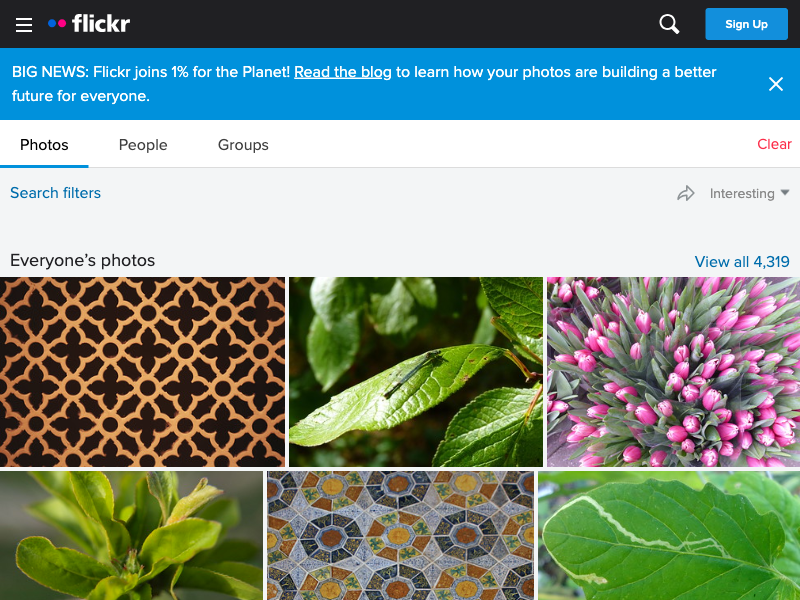 flickr
Sign Up
BIG NEWS: Flickr joins 1% for the Planet! Read the blog to learn how your photos are building a better
future for everyone.
Photos People Groups Clear
Search filters Interesting
Everyone’s photos View all 4,319